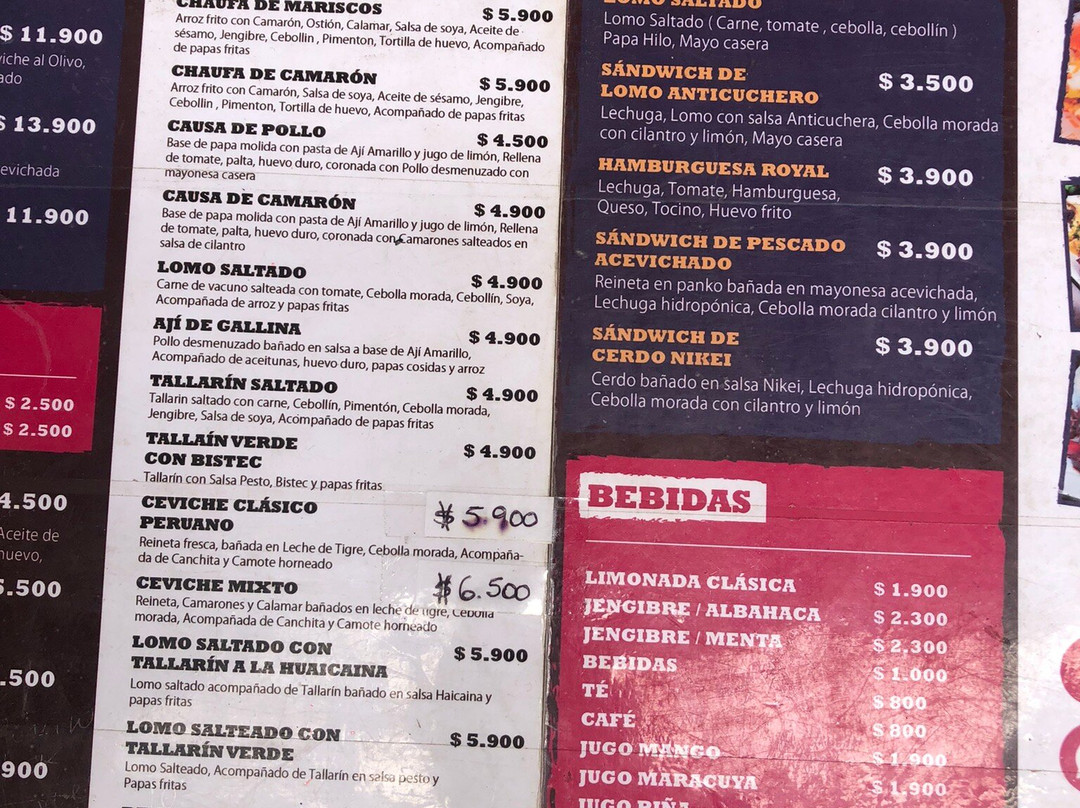 $ 11.900
viche al Olivo,
ado
$ 13.900
evichada
11.900
$ 2.500
$ 2.500
4.500
Aceite de
huevo,
5.500
.500
900
CHAUFA DE MARISCOS $ 5.900
Arroz frito con Camarón, Ostión, Calamar, Salsa de soya, Aceite de
sésamo, Jengibre, Cebollin , Pimenton, Tortilla de huevo, Acompañado
de papas fritas
CHAUFA DE CAMARÓN $ 5.900
Arroz frito con Camarón, Salsa de soya, Aceite de sésamo, Jengibre,
Cebollin , Pimenton, Tortilla de huevo, Acompañado de papas fritas
CAUSA DE POLLO $ 4.500
Base de papa molida con pasta de Ají Amarillo y jugo de limón, Rellena
de tomate, palta, huevo duro, coronada con Pollo desmenuzado con
mayonesa casera
CAUSA DE CAMARÓN $ 4.900
Base de papa molida con pasta de Ají Amarillo y jugo de limón, Rellena
de tomate, palta, huevo duro, coronada con Camarones salteados en
salsa de cilantro
LOMO SALTADO $ 4.900
Carne de vacuno salteada con tomate, Cebolla morada, Cebollín, Soya,
Acompañada de arroz y papas fritas
AJÍ DE GALLINA $ 4.900
Pollo desmenuzado bañado en salsa a base de Ají Amarillo,
Acompañado de aceitunas, huevo duro, papas cosidas y arroz
TALLARÍN SALTADO $ 4.900
Tallarin saltado con carne, Cebollín, Pimentón, Cebolla morada,
Jengibre, Salsa de soya, Acompañado de papas fritas
TALLAÍN VERDE
CON BISTEC $ 4.900
Tallarín con Salsa Pesto, Bistec y papas fritas
CEVICHE CLÁSICO
PERUANO $ 5.900
Reineta fresca, bañada en Leche de Tigre, Cebolla morada, Acompaña-
da de Canchita y Camote horneado
CEVICHE MIXTO $ 6.500
Reineta, Camarones y Calamar bañados en leche de tigre, Cebolla
morada, Acompañada de Canchita y Camote horneado
LOMO SALTADO CON
TALLARÍN A LA HUAICAINA $ 5.900
Lomo saltado acompañado de Tallarín bañado en salsa Haicaina y
papas fritas
LOMO SALTEADO CON
TALLARÍN VERDE $ 5.900
Lomo Salteado, Acompañado de Tallarín en salsa pesto y
Papas fritas
LOMO SALTADO
Lomo Saltado ( Carne, tomate , cebolla, cebollín )
Papa Hilo, Mayo casera
SÁNDWICH DE
LOMO ANTICUCHERO $ 3.500
Lechuga, Lomo con salsa Anticuchera, Cebolla morada
con cilantro y limón, Mayo casera
HAMBURGUESA ROYAL $ 3.900
Lechuga, Tomate, Hamburguesa,
Queso, Tocino, Huevo frito
SÁNDWICH DE PESCADO
ACEVICHADO $ 3.900
Reineta en panko bañada en mayonesa acevichada,
Lechuga hidropónica, Cebolla morada cilantro y limón
SÁNDWICH DE
CERDO NIKEI $ 3.900
Cerdo bañado en salsa Nikei, Lechuga hidropónica,
Cebolla morada con cilantro y limón
BEBIDAS
LIMONADA CLÁSICA $ 1.900
JENGIBRE / ALBAHACA $ 2.300
JENGIBRE / MENTA $ 2.300
BEBIDAS $ 1.000
TÉ $ 800
CAFÉ $ 800
JUGO MANGO $ 1.900
JUGO MARACUYA $ 1.900
JUGO PIÑA